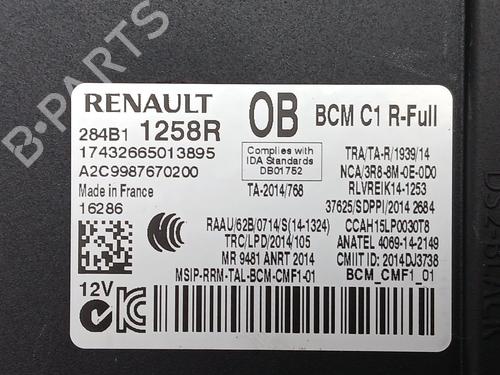 RENAULT
284B1 1258R
17432665013895
A2C9987670200
Made in France
16286
12V
OB
BCM C1 R-Full
Complies with
IDA Standards
DB01752
TA-2014/768
TRA/TA-R/1939/14
NCA/3R8-8M-0E-0D0
RLVREIK14-1253
37625/SDPPI/2014 2684
RAAU/62B/0714/S(14-1324)
CCAH15LP0030T8
TRC/LPD/2014/105
ANATEL 4069-14-2149
MR 9481 ANRT 2014
CMIIT ID: 2014DJ3738
MSIP-RRM-TAL-BCM-CMF1-01
BCM_CMF1_01
B-PARTS